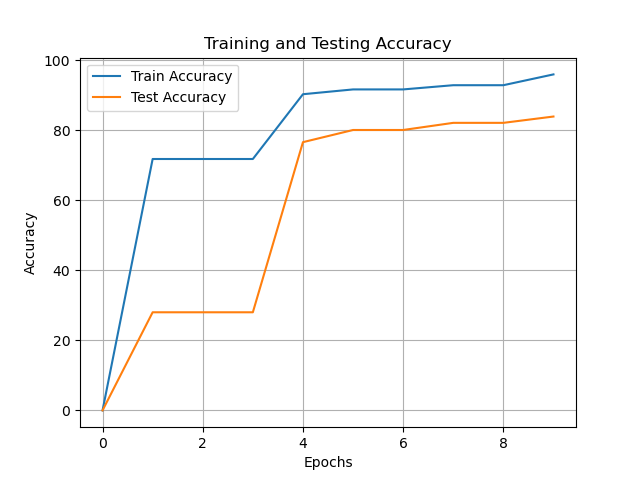 Training and Testing Accuracy
Train Accuracy
Test Accuracy
100
80
60
40
20
0
Accuracy
0 2 4 6 8
Epochs